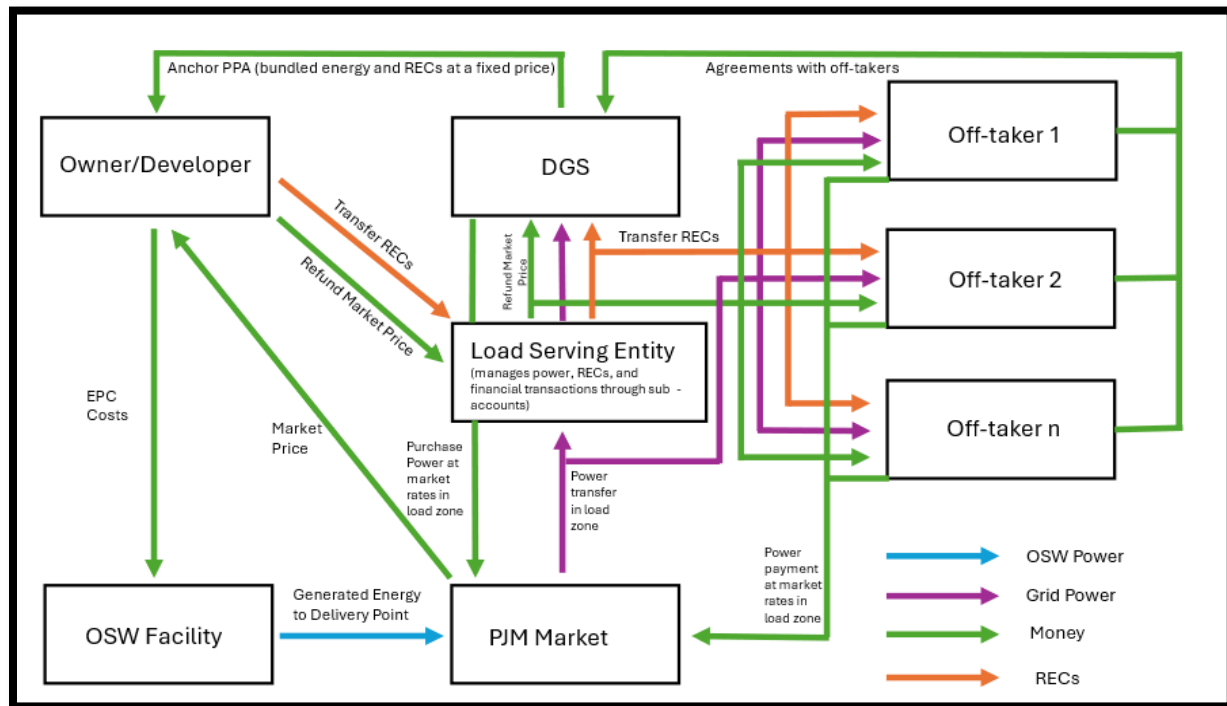 Anchor PPA (bundled energy and RECs at a fixed price)
Agreements with off-takers
Owner/Developer
DGS
Off-taker 1
Transfer RECs
Refund Market Price
Refund Market
Price
Transfer RECs
Off-taker 2
Load Serving Entity
(manages power, RECs, and
financial transactions through sub -
accounts)
EPC
Costs
Market
Price
Purchase
Power at
market
rates in
load zone
Power
transfer
in load
zone
Off-taker n
Power
payment
at market
rates in
load zone
OSW Facility
Generated Energy
to Delivery Point
PJM Market
OSW Power
Grid Power
Money
RECs